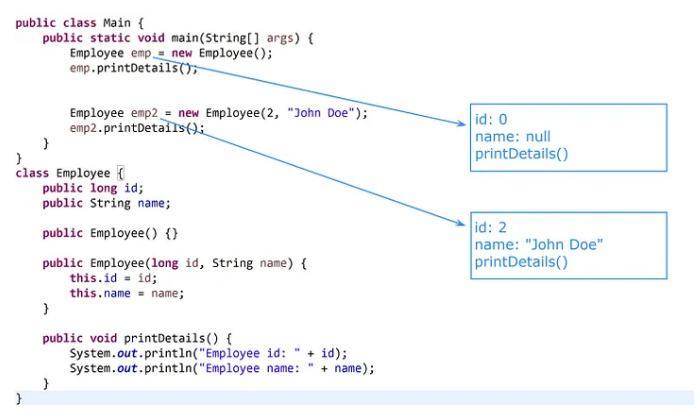 public class Main {
public static void main(String[] args) {
Employee emp = new Employee();
emp.printDetails();
Employee emp2 = new Employee(2, "John Doe");
emp2.printDetails();
}
}
class Employee {
public long id;
public String name;
public Employee() {}
public Employee(long id, String name) {
this.id = id;
this.name = name;
}
public void printDetails() {
System.out.println("Employee id: " + id);
System.out.println("Employee name: " + name);
}
}
id: 0
name: null
printDetails()
id: 2
name: "John Doe"
printDetails()